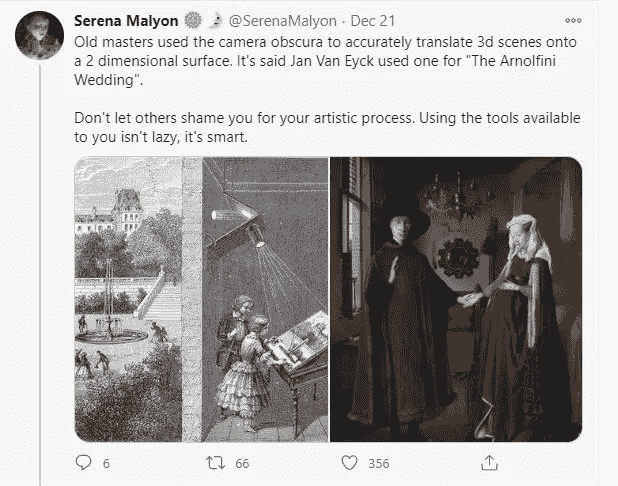 Serena Malyon @SerenaMalyon · Dec 21
Old masters used the camera obscura to accurately translate 3d scenes onto
a 2 dimensional surface. It's said Jan Van Eyck used one for "The Arnolfini
Wedding".
Don't let others shame you for your artistic process. Using the tools available
to you isn't lazy, it's smart.
6 66 356